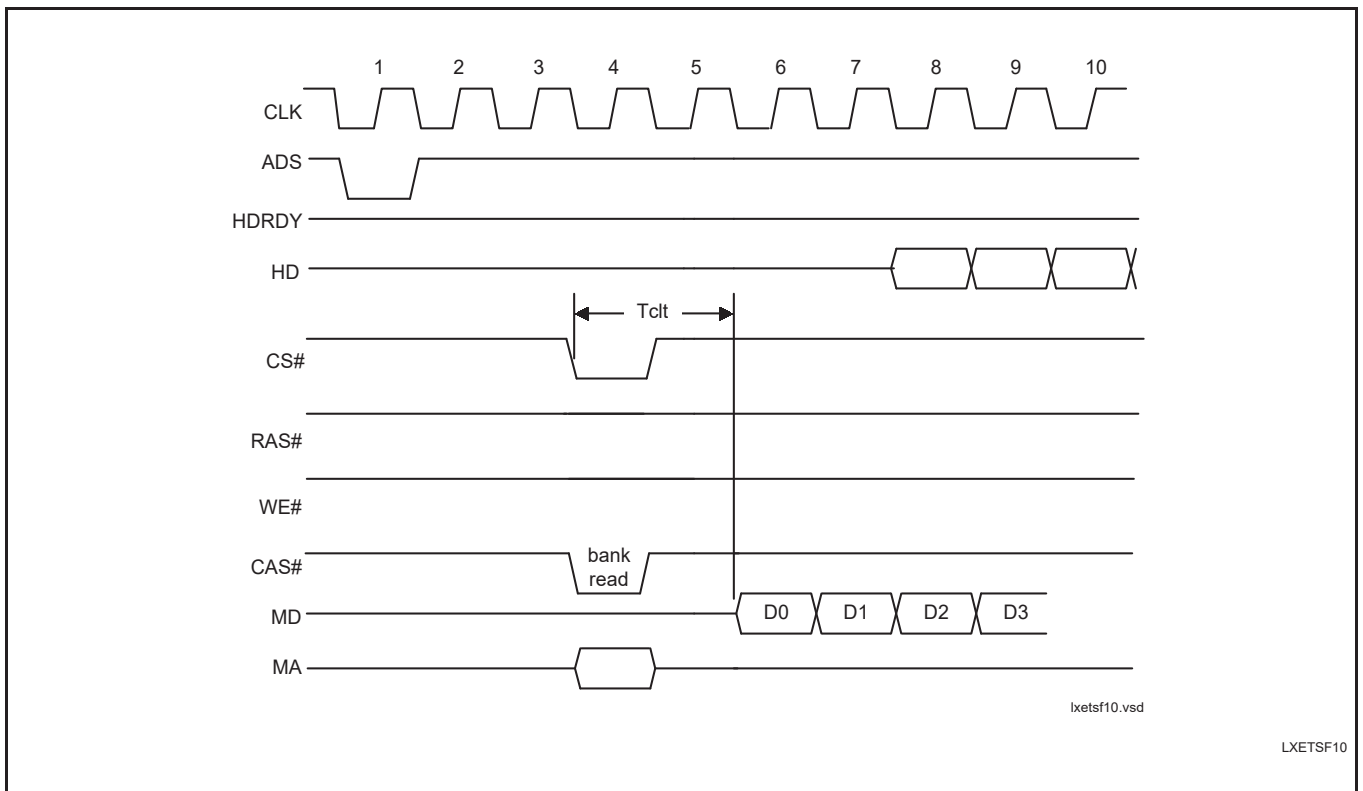 1 2 3 4 5 6 7 8 9 10
CLK
ADS
HDRDY
HD
Tclt
CS#
RAS#
WE#
CAS#
bank
read
MD
D0 D1 D2 D3
MA
lxetsf10.vsd
LXETSF10